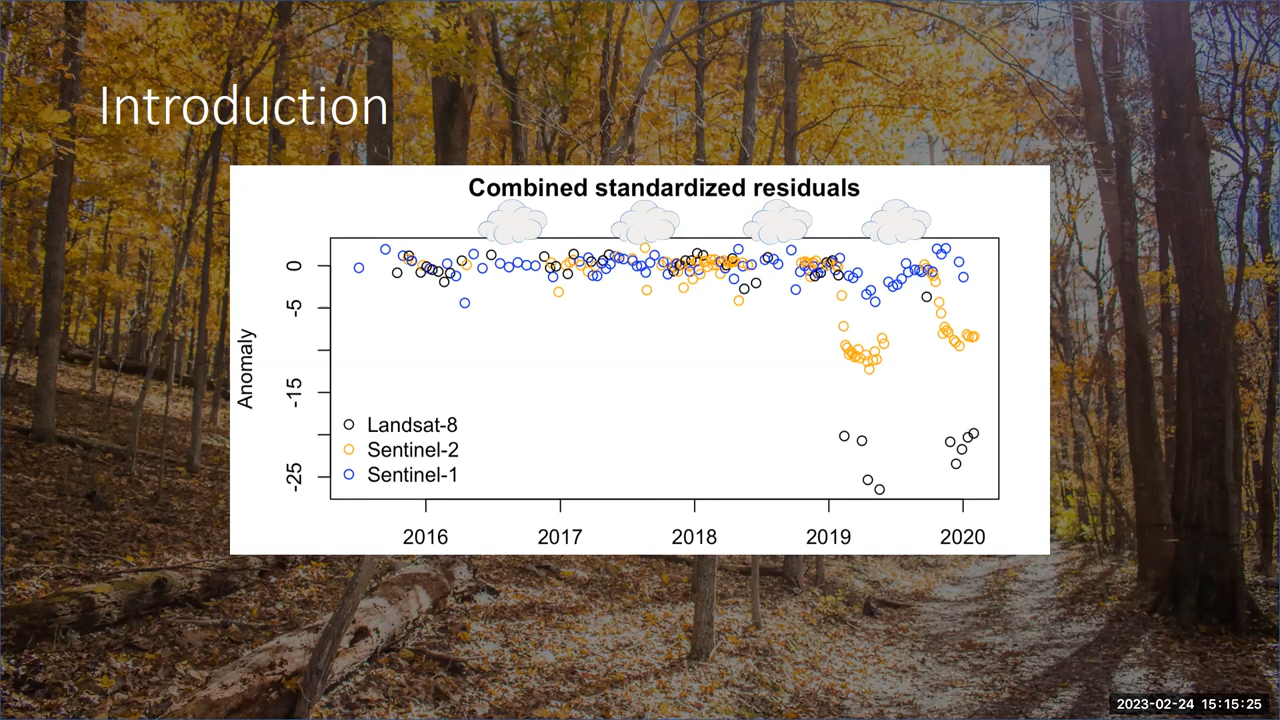 Introduction
Combined standardized residuals
Anomaly
0
-5
-15
-25
Landsat-8
Sentinel-2
Sentinel-1
2016 2017 2018 2019 2020
2023-02-24 15:15:25